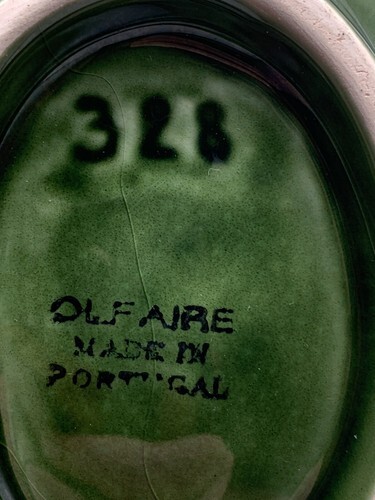 328
OLFAIRE
MADE IN
PORTUGAL